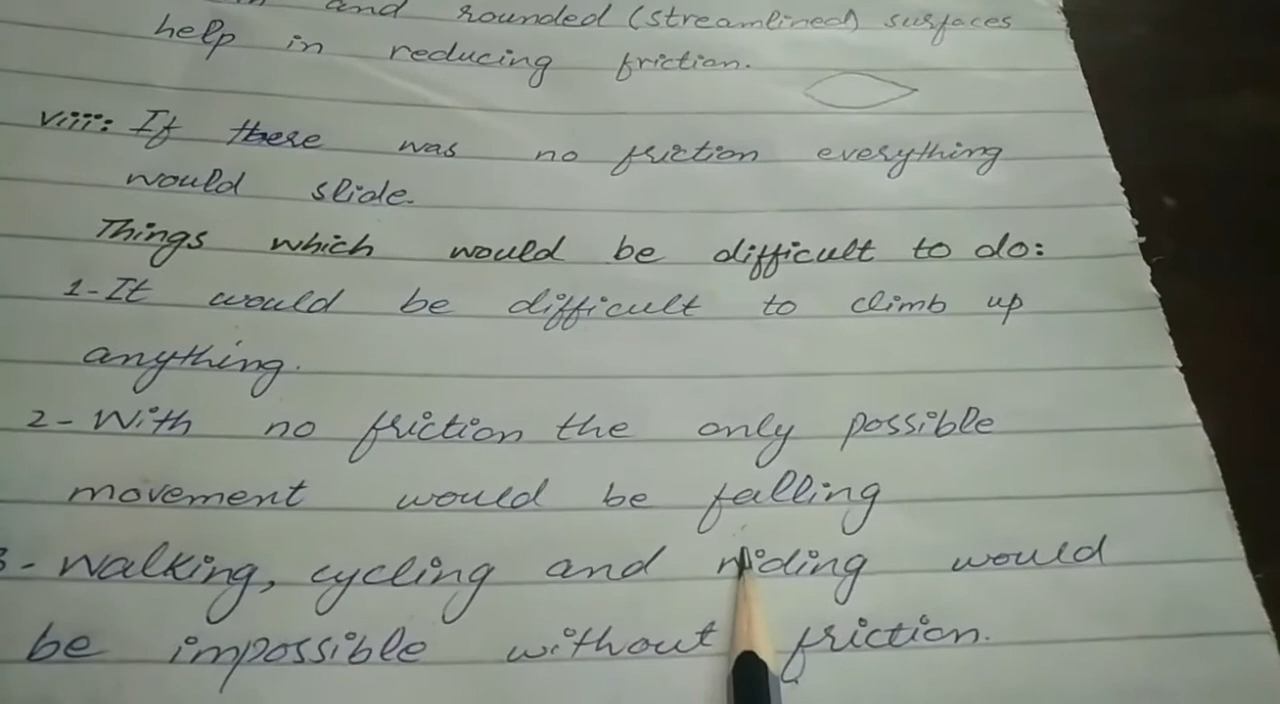 and rounded (streamlined) surfaces
help in reducing friction.
viii: If there was no friction everything
would slide.
Things which would be difficult to do:
1- It would be difficult to climb up
anything.
2- With no friction the only possible
movement would be falling
3- Walking, cycling and riding would
be impossible without friction.